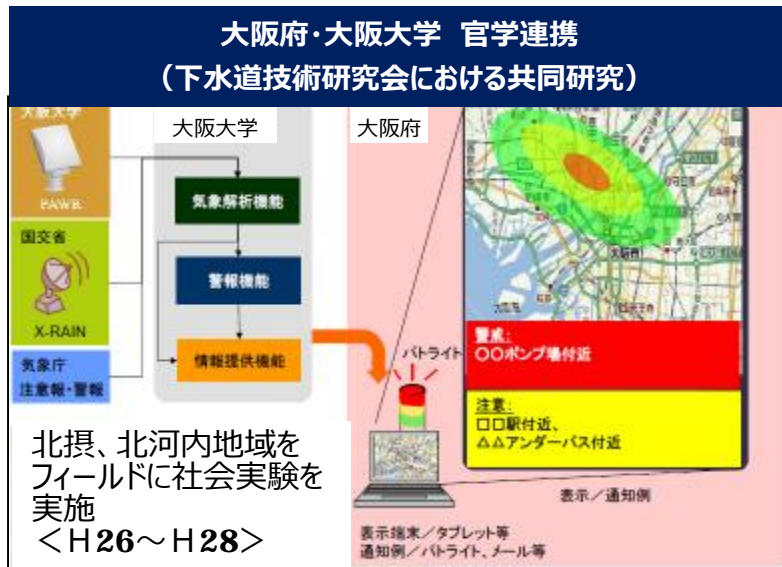 大阪府・大阪大学 官学連携
（下水道技術研究会における共同研究）
大阪大学
PAWR
国交省
X-RAIN
気象庁
注意報・警報
大阪大学
気象解析機能
警報機能
情報提供機能
北摂、北河内地域を
フィールドに社会実験を
実施
＜H26～H28＞
大阪府
パトライト
警戒：
〇〇ポンプ場付近
注意：
□□駅付近、
△△アンダーパス付近
表示／通知例
表示端末／タブレット等
通知例／パトライト、メール等